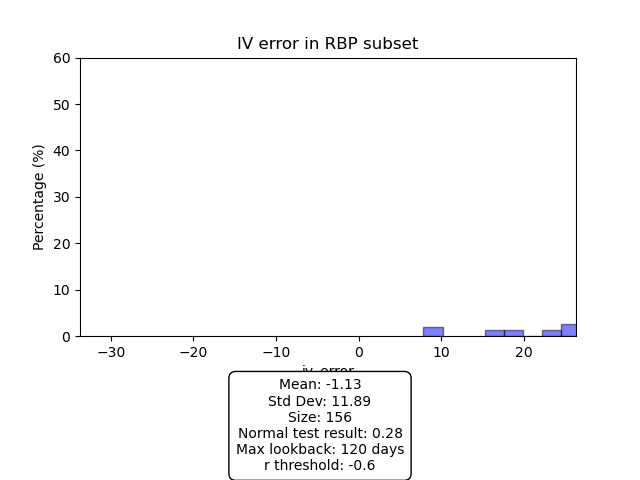 IV error in RBP subset
60
50
40
30
20
10
0
Percentage (%)
−30 −20 −10 0 10 20
iv_error
Mean: -1.13
Std Dev: 11.89
Size: 156
Normal test result: 0.28
Max lookback: 120 days
r threshold: -0.6